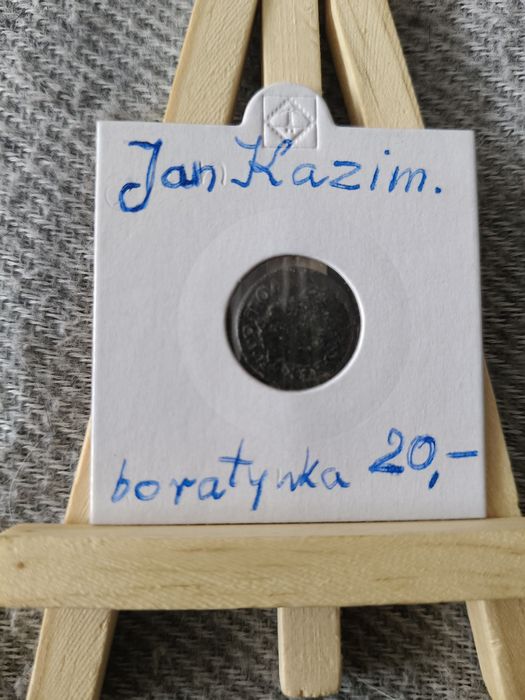 Jan Kazim.
boratynka 20,-